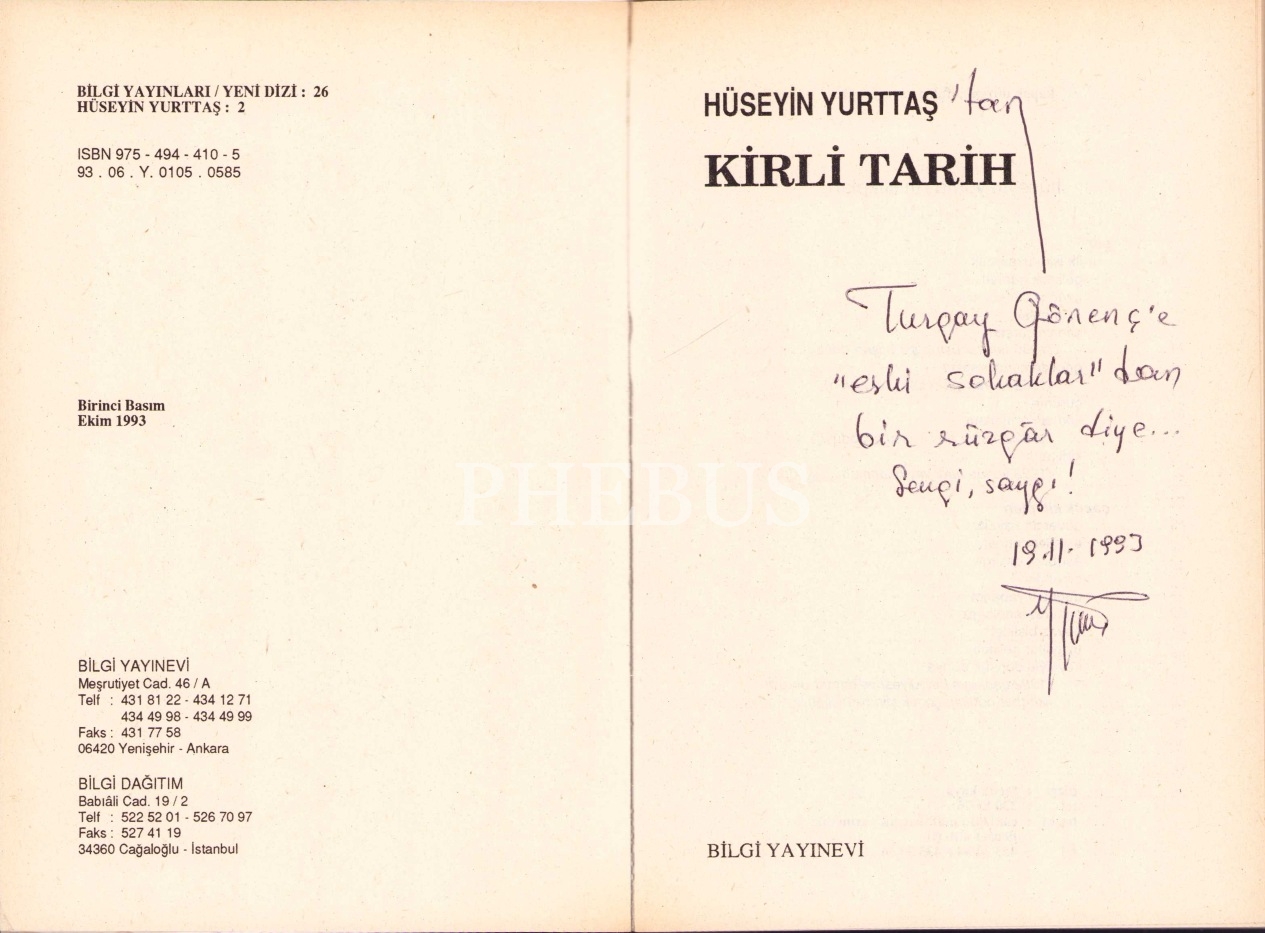 BİLGİ YAYINLARI / YENİ DİZİ : 26
HÜSEYİN YURTTAŞ : 2
ISBN 975 - 494 - 410 - 5
93 . 06 . Y. 0105 . 0585
Birinci Basım
Ekim 1993
BİLGİ YAYINEVİ
Meşrutiyet Cad. 46 / A
Telf : 431 81 22 - 434 12 71
434 49 98 - 434 49 99
Faks : 431 77 58
06420 Yenişehir - Ankara
BİLGİ DAĞITIM
Babıâli Cad. 19 / 2
Telf : 522 52 01 - 526 70 97
Faks : 527 41 19
34360 Cağaloğlu - İstanbul
HÜSEYİN YURTTAŞ 'tan
KİRLİ TARİH
Turgay Gönenç'e
"eski sokaklar" dan
bir rüzgâr diye...
Sevgi, saygı!
19.11.1993
BİLGİ YAYINEVİ
PHEBUS